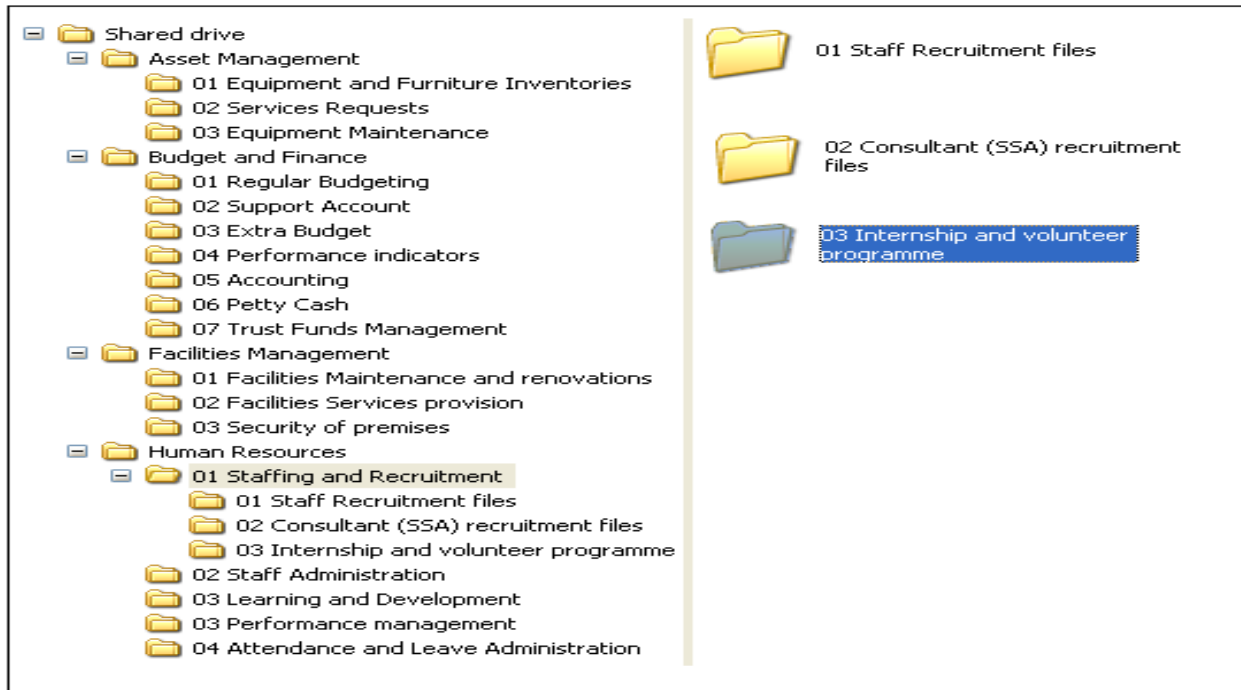 Shared drive
Asset Management
01 Equipment and Furniture Inventories
02 Services Requests
03 Equipment Maintenance
Budget and Finance
01 Regular Budgeting
02 Support Account
03 Extra Budget
04 Performance indicators
05 Accounting
06 Petty Cash
07 Trust Funds Management
Facilities Management
01 Facilities Maintenance and renovations
02 Facilities Services provision
03 Security of premises
Human Resources
01 Staffing and Recruitment
01 Staff Recruitment files
02 Consultant (SSA) recruitment files
03 Internship and volunteer programme
02 Staff Administration
03 Learning and Development
03 Performance management
04 Attendance and Leave Administration
01 Staff Recruitment files
02 Consultant (SSA) recruitment
files
03 Internship and volunteer
programme